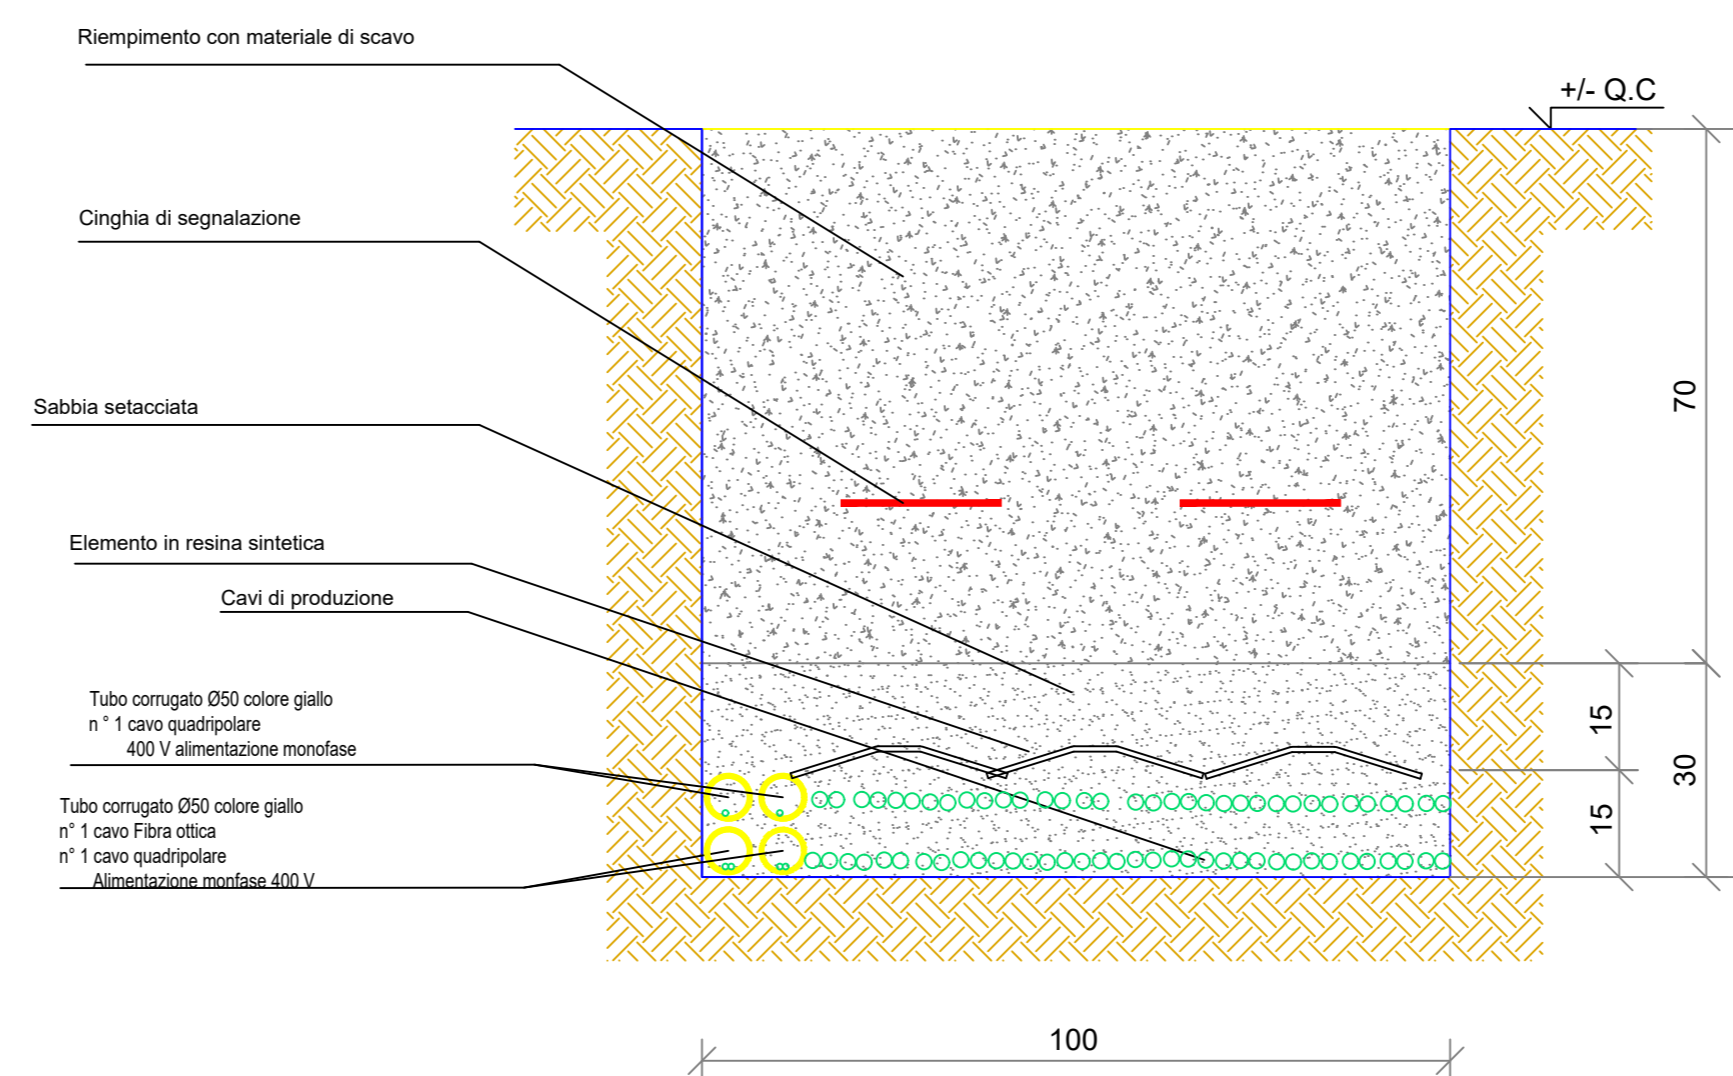 Riempimento con materiale di scavo
+/- Q.C
Cinghia di segnalazione
70
Sabbia setacciata
Elemento in resina sintetica
Cavi di produzione
Tubo corrugato Ø50 colore giallo
n ° 1 cavo quadripolare
400 V alimentazione monofase
15
30
15
Tubo corrugato Ø50 colore giallo
n° 1 cavo Fibra ottica
n° 1 cavo quadripolare
Alimentazione monfase 400 V
100